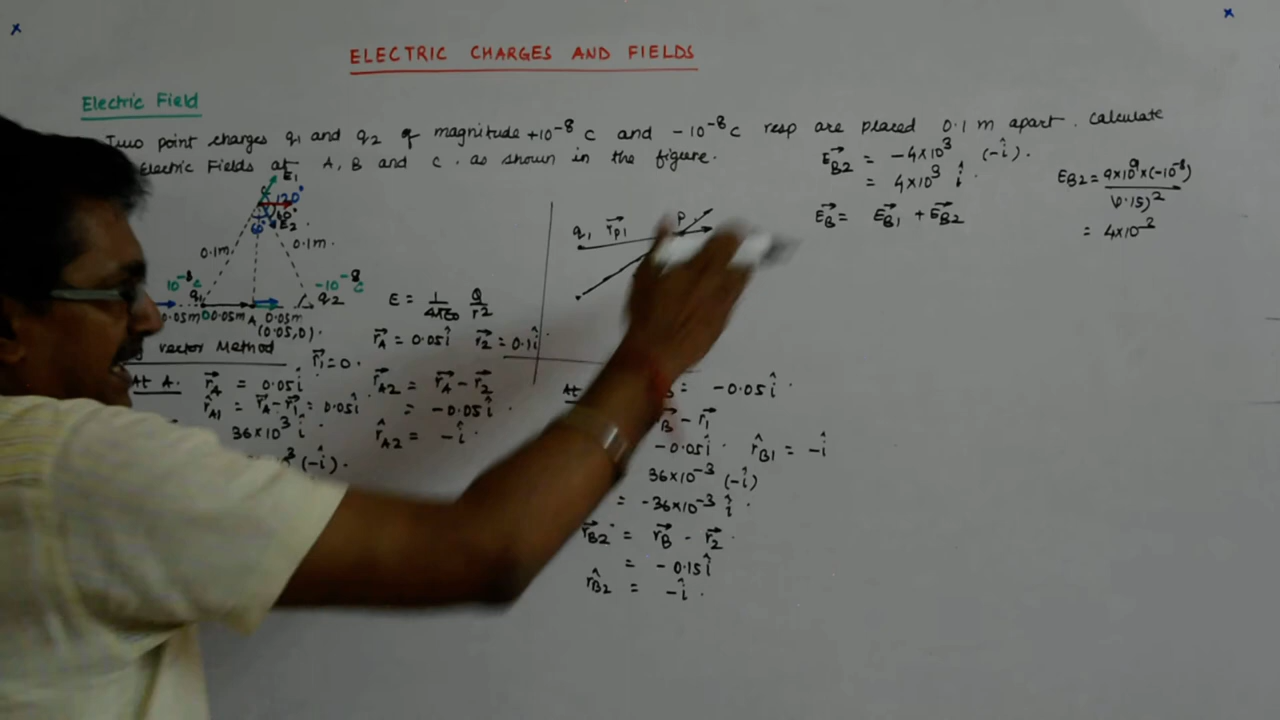 ELECTRIC CHARGES AND FIELDS
Electric Field
Two point charges q1 and q2 of magnitude +10⁻⁸ C and -10⁻⁸ C resp are placed 0.1 m apart. Calculate
Electric Fields at A, B and C. as shown in the figure.
E1
C 120°
60°
E2
0.1m
0.1m.
10⁻⁸C
-10⁻⁸C
q1
q2
0.05m 0.05m A 0.05m
(0.05,0).
E = 1/4πε0 Q/r²
r⃗A = 0.05î r⃗2 = 0.1î
vector Method
r⃗1 = 0.
At A. r⃗A = 0.05î
r̂A1 = r⃗A - r⃗1 = 0.05î
36×10³ î
(-î).
r⃗A2 = r⃗A - r⃗2
= -0.05î.
r̂A2 = -î.
q1 r⃗P1 P
At
= -0.05î.
- r⃗1
-0.05î. r̂B1 = -î
36×10⁻³ (-î)
= -36×10⁻³ î.
r⃗B2 = r⃗B - r⃗2.
= -0.15î
r̂B2 = -î.
E⃗B2 = -4×10³ (-î).
= 4×10³ î.
E⃗B = E⃗B1 + E⃗B2
EB2 = 9×10⁹×(-10⁻⁸)
(0.15)²